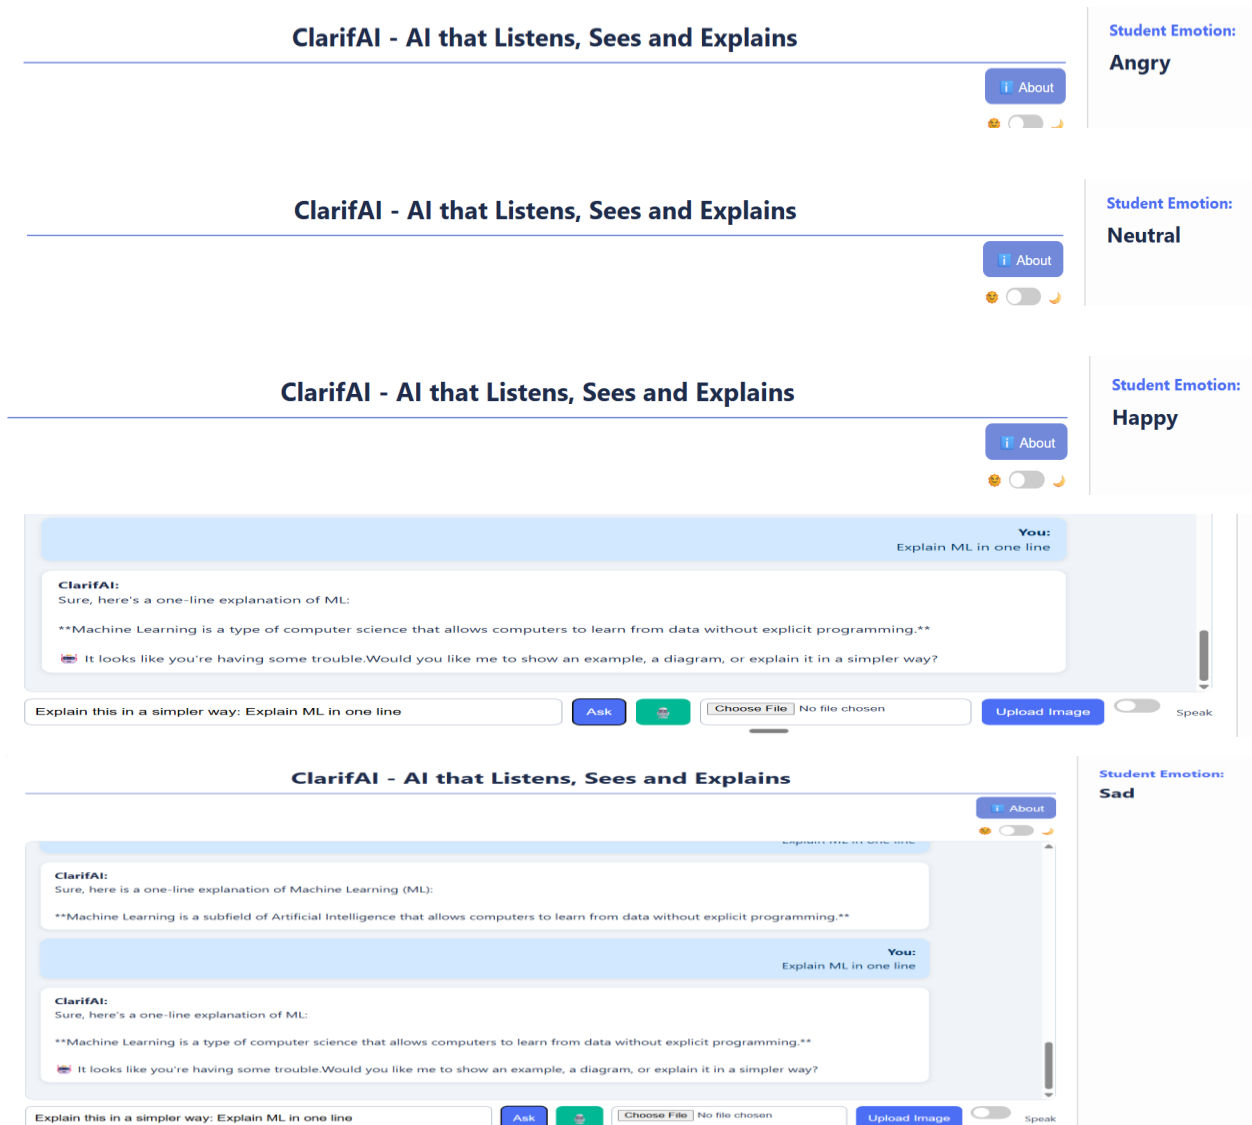 ClarifAI - AI that Listens, Sees and Explains
Student Emotion:
Angry
About
ClarifAI - AI that Listens, Sees and Explains
Student Emotion:
Neutral
About
ClarifAI - AI that Listens, Sees and Explains
Student Emotion:
Happy
About
You:
Explain ML in one line
ClarifAI:
Sure, here's a one-line explanation of ML:
**Machine Learning is a type of computer science that allows computers to learn from data without explicit programming.**
It looks like you're having some trouble.Would you like me to show an example, a diagram, or explain it in a simpler way?
Explain this in a simpler way: Explain ML in one line
Ask
Choose File No file chosen
Upload Image
Speak
ClarifAI - AI that Listens, Sees and Explains
Student Emotion:
Sad
About
Explain ML in one line
ClarifAI:
Sure, here is a one-line explanation of Machine Learning (ML):
**Machine Learning is a subfield of Artificial Intelligence that allows computers to learn from data without explicit programming.**
You:
Explain ML in one line
ClarifAI:
Sure, here's a one-line explanation of ML:
**Machine Learning is a type of computer science that allows computers to learn from data without explicit programming.**
It looks like you're having some trouble.Would you like me to show an example, a diagram, or explain it in a simpler way?
Explain this in a simpler way: Explain ML in one line
Ask
Choose File No file chosen
Upload Image
Speak